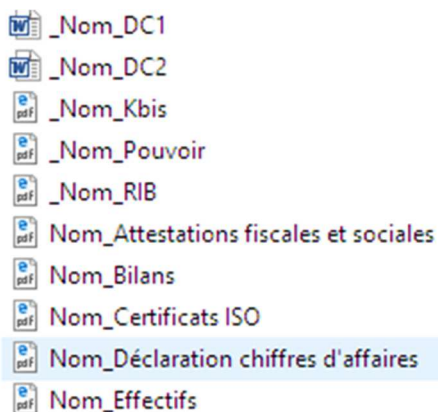 _Nom_DC1
_Nom_DC2
_Nom_Kbis
_Nom_Pouvoir
_Nom_RIB
Nom_Attestations fiscales et sociales
Nom_Bilans
Nom_Certificats ISO
Nom_Déclaration chiffres d'affaires
Nom_Effectifs